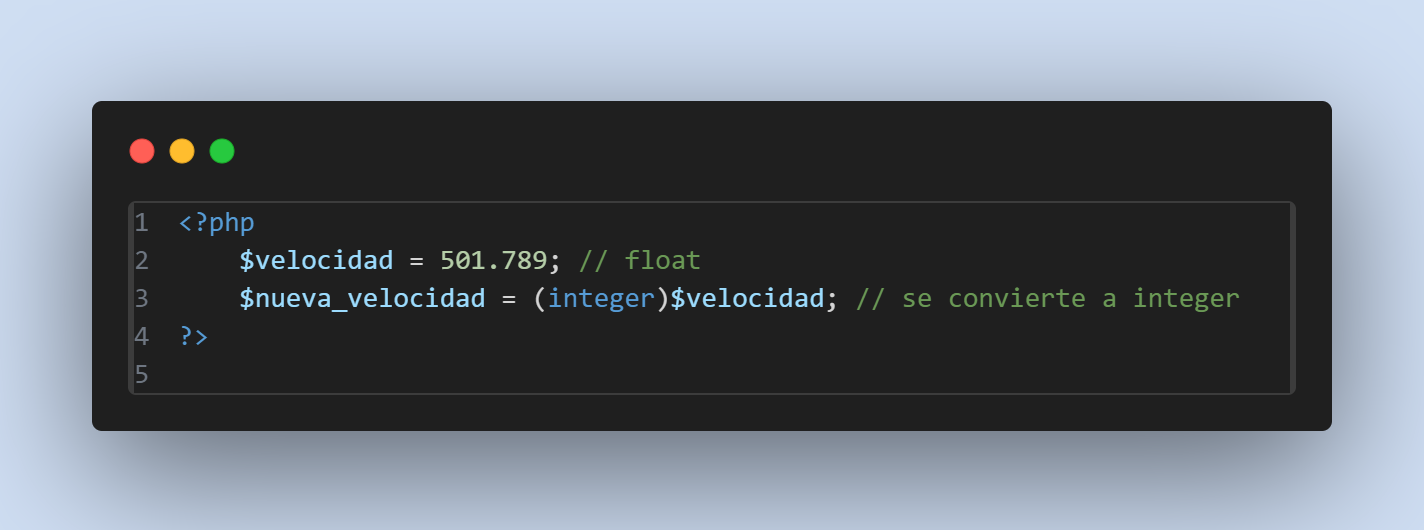 1 <?php
2 $velocidad = 501.789; // float
3 $nueva_velocidad = (integer)$velocidad; // se convierte a integer
4 ?>
5